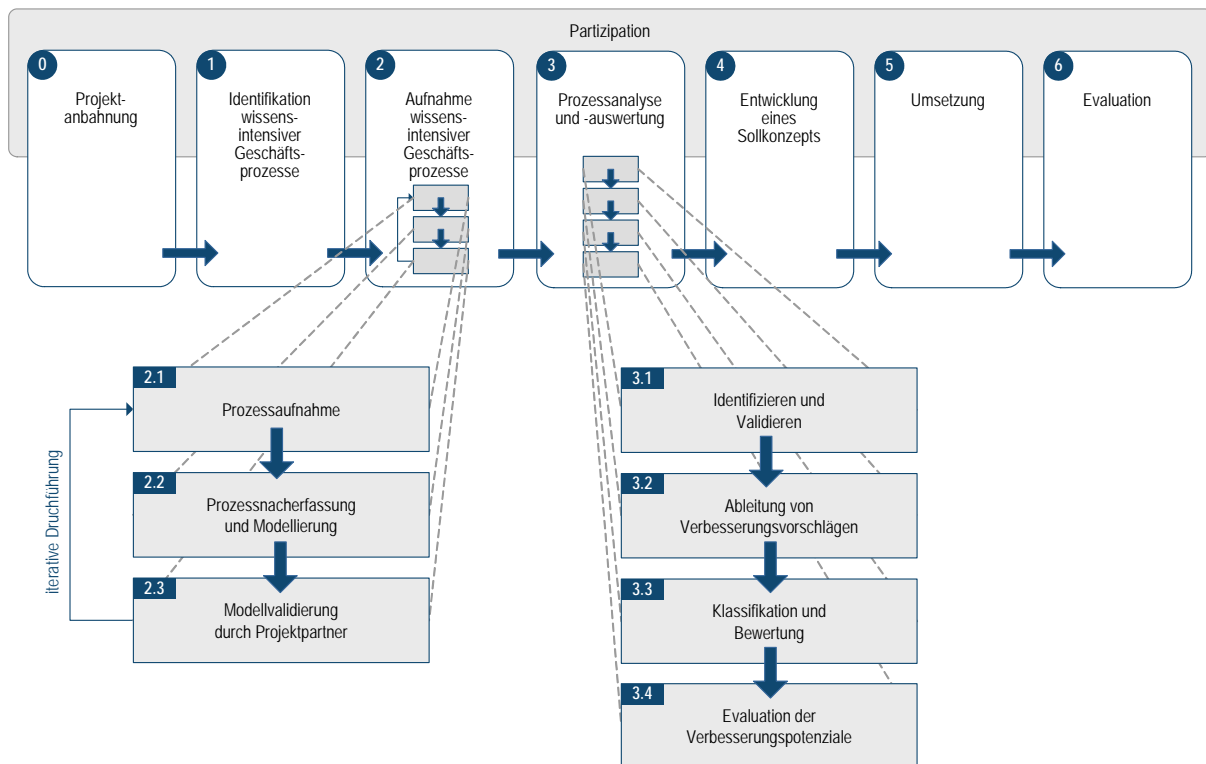 Partizipation
0
Projekt-
anbahnung
1
Identifikation
wissens-
intensiver
Geschäfts-
prozesse
2
Aufnahme
wissens-
intensiver
Geschäfts-
prozesse
3
Prozessanalyse
und -auswertung
4
Entwicklung
eines
Sollkonzepts
5
Umsetzung
6
Evaluation
iterative Druchführung
2.1
Prozessaufnahme
2.2
Prozessnacherfassung
und Modellierung
2.3
Modellvalidierung
durch Projektpartner
3.1
Identifizieren und
Validieren
3.2
Ableitung von
Verbesserungsvorschlägen
3.3
Klassifikation und
Bewertung
3.4
Evaluation der
Verbesserungspotenziale